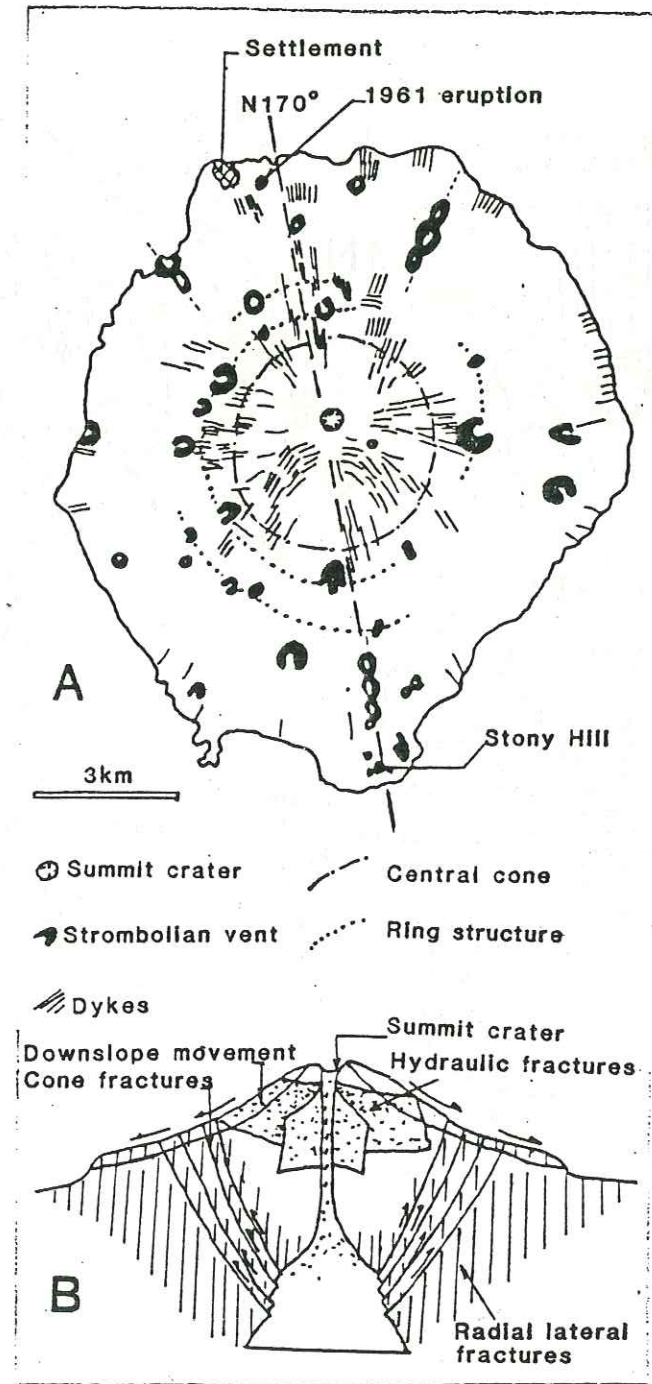 Settlement
N170°
1961 eruption
A
Stony Hill
3km
Summit crater
Central cone
Strombolian vent
Ring structure
Dykes
Summit crater
Downslope movement
Hydraulic fractures
Cone fractures
B
Radial lateral
fractures